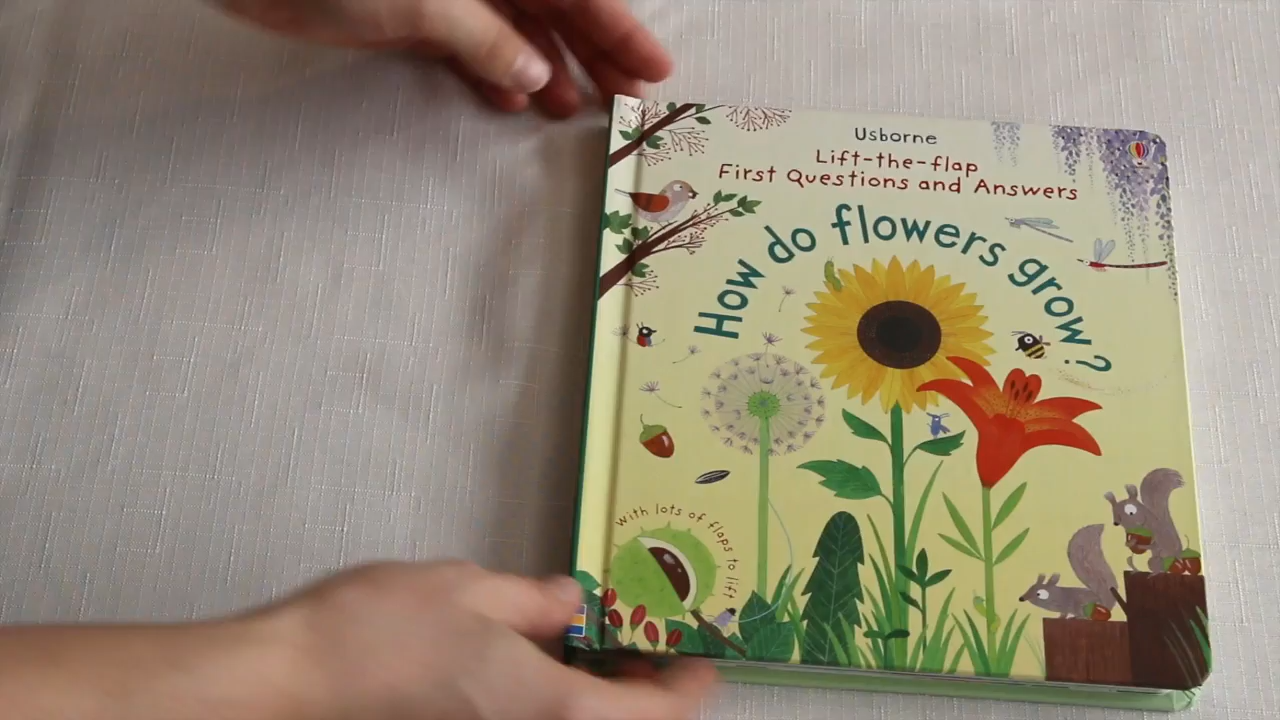 Usborne
Lift-the-flap
First Questions and Answers
How do flowers grow?
with lots of flaps to lift